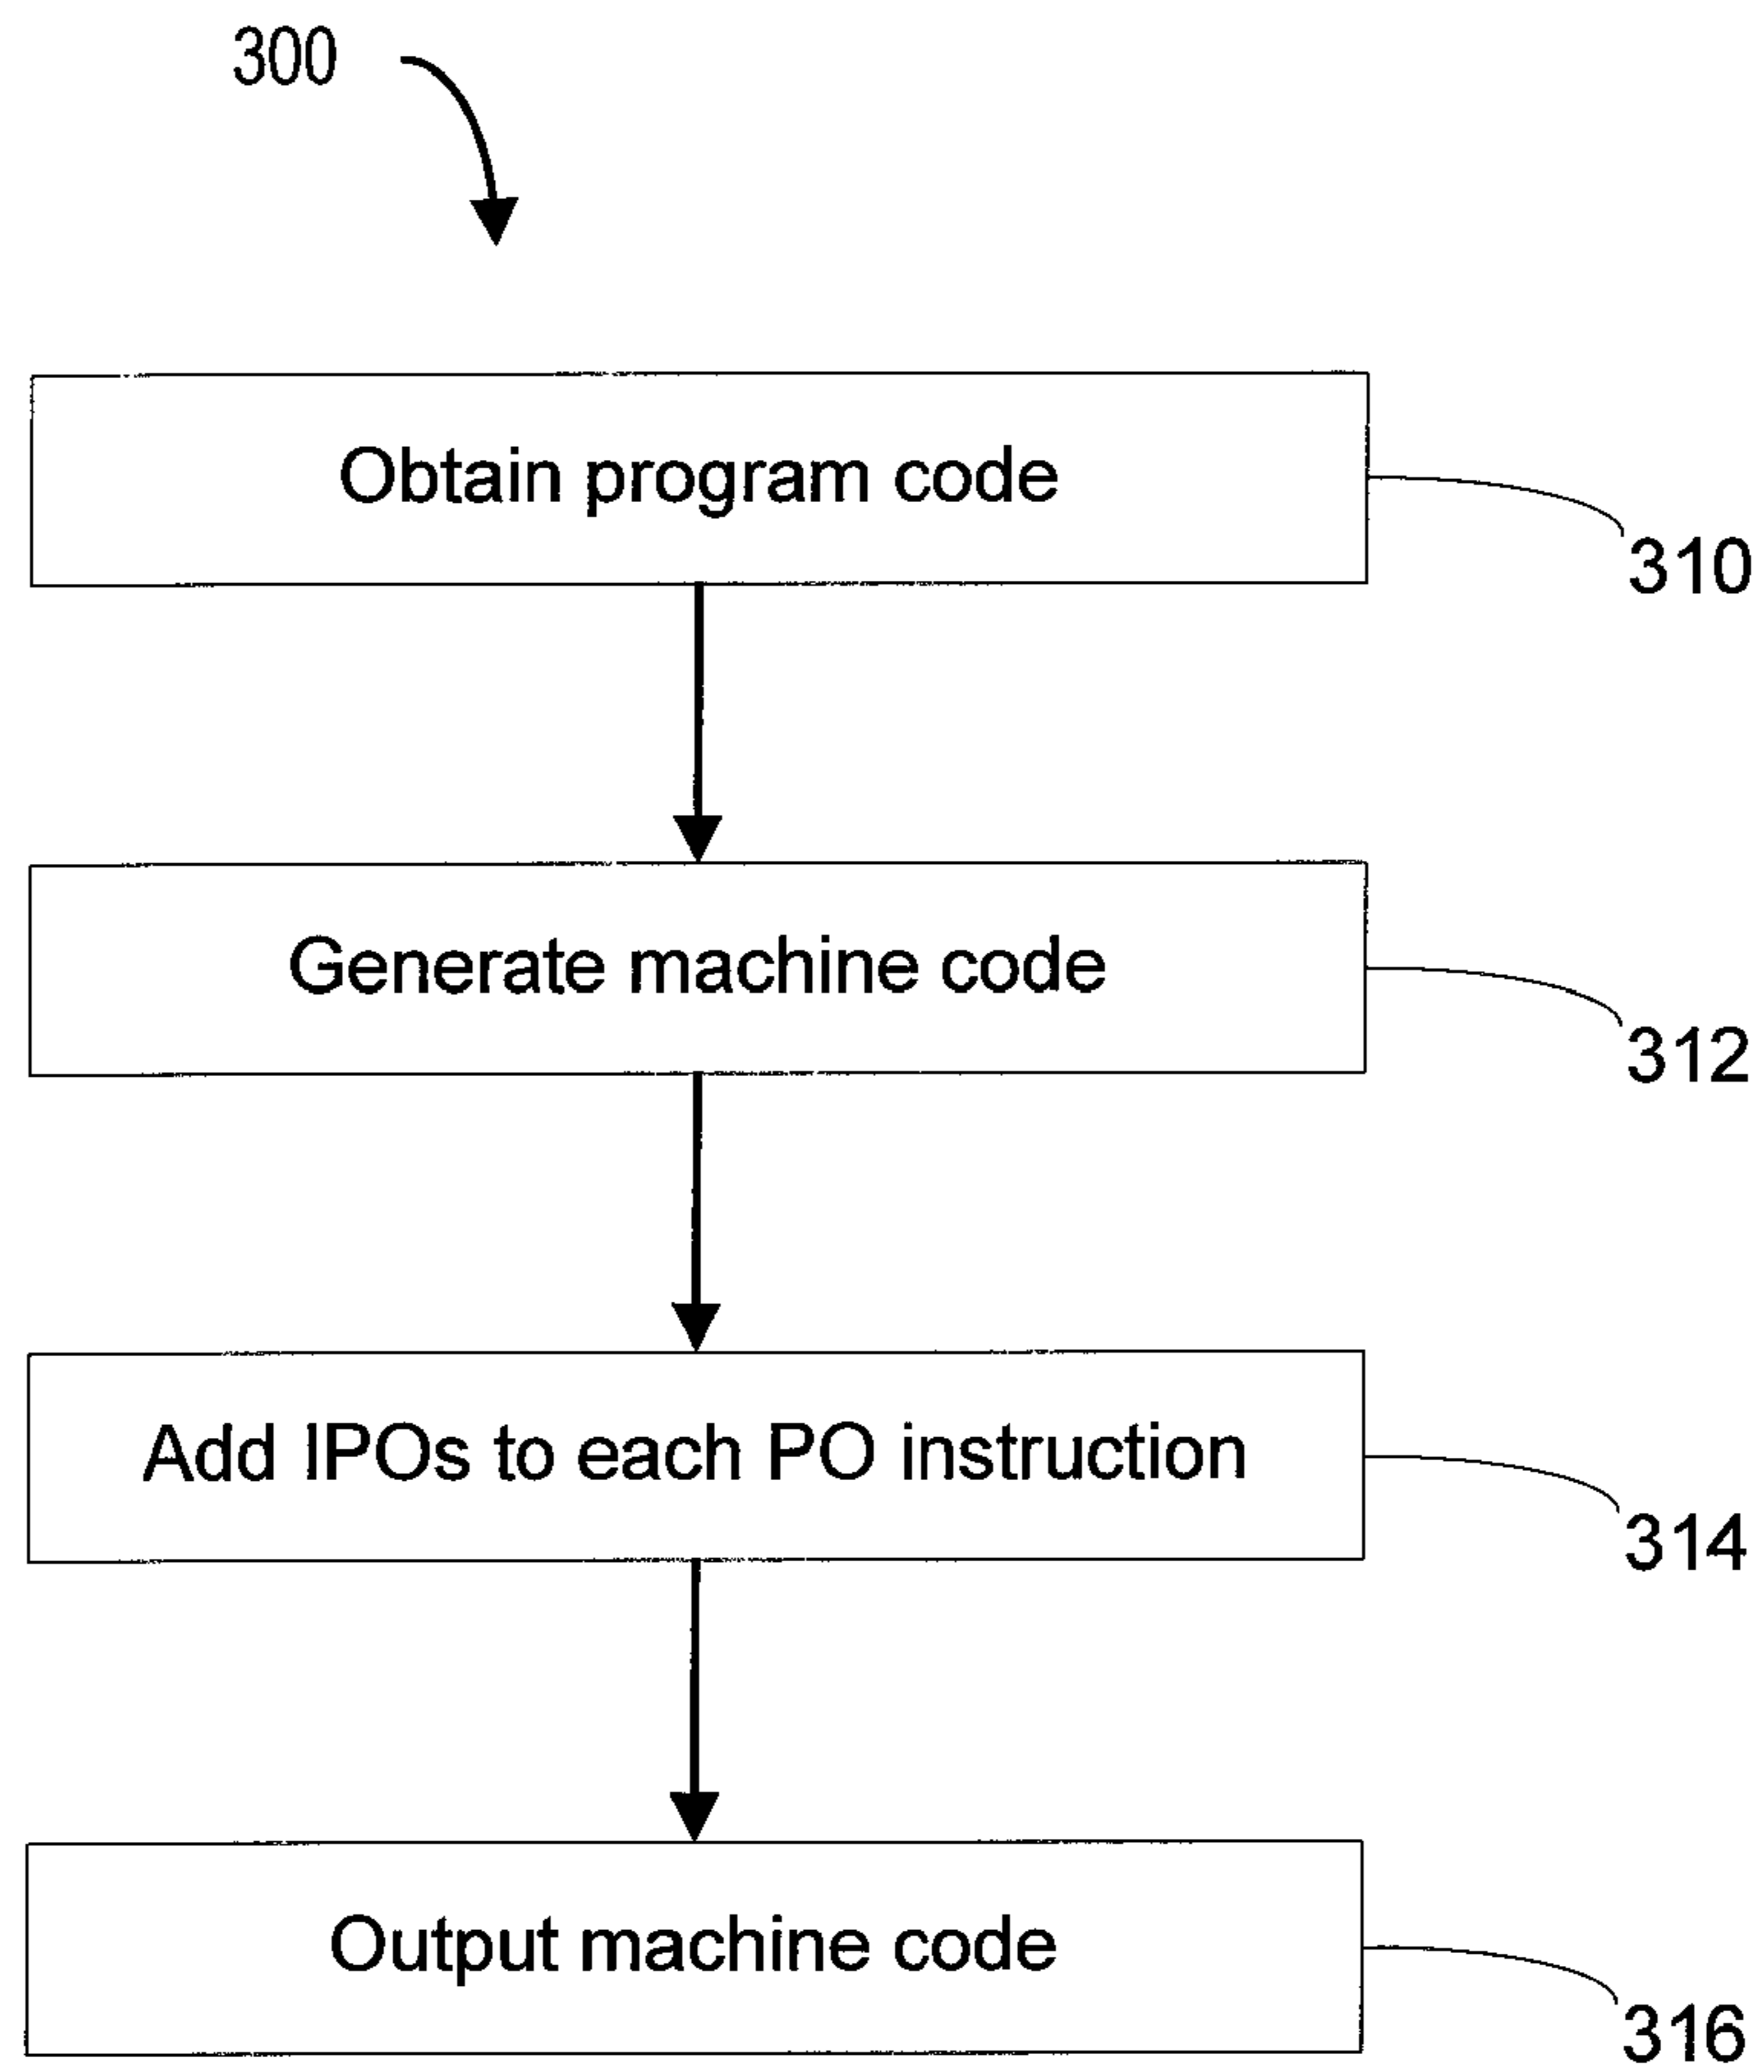 300
Obtain program code
310
Generate machine code
312
Add IPOs to each PO instruction
314
Output machine code
316